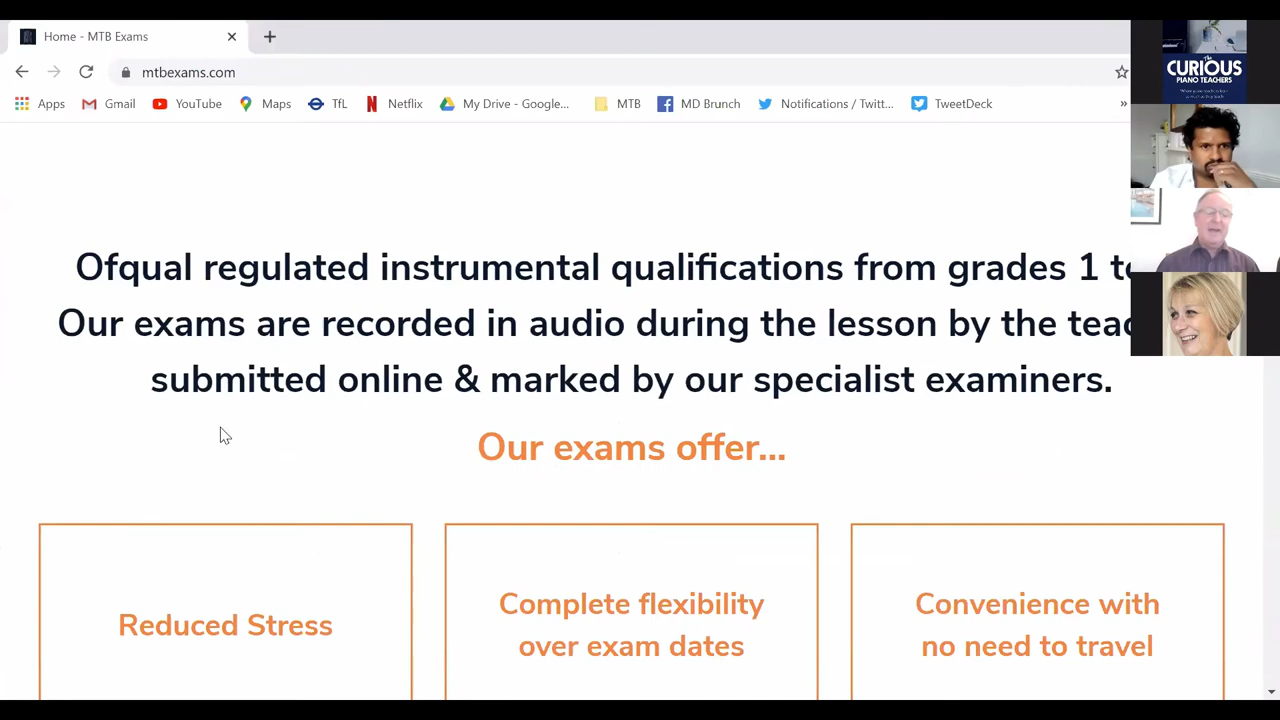 Home - MTB Exams
mtbexams.com
Apps Gmail YouTube Maps TfL Netflix My Drive - Google... MTB MD Brunch Notifications / Twitt... TweetDeck »
The
CURIOUS
PIANO TEACHERS
Ofqual regulated instrumental qualifications from grades 1
Our exams are recorded in audio during the lesson by the
submitted online & marked by our specialist examiners.
Our exams offer...
Reduced Stress
Complete flexibility
over exam dates
Convenience with
no need to travel